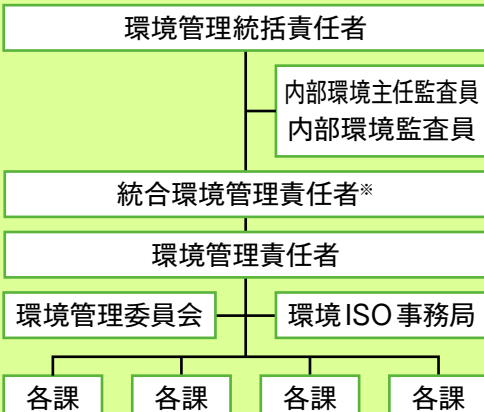 環境管理統括責任者
内部環境主任監査員
内部環境監査員
統合環境管理責任者※
環境管理責任者
環境管理委員会
環境ISO事務局
各課
各課
各課
各課